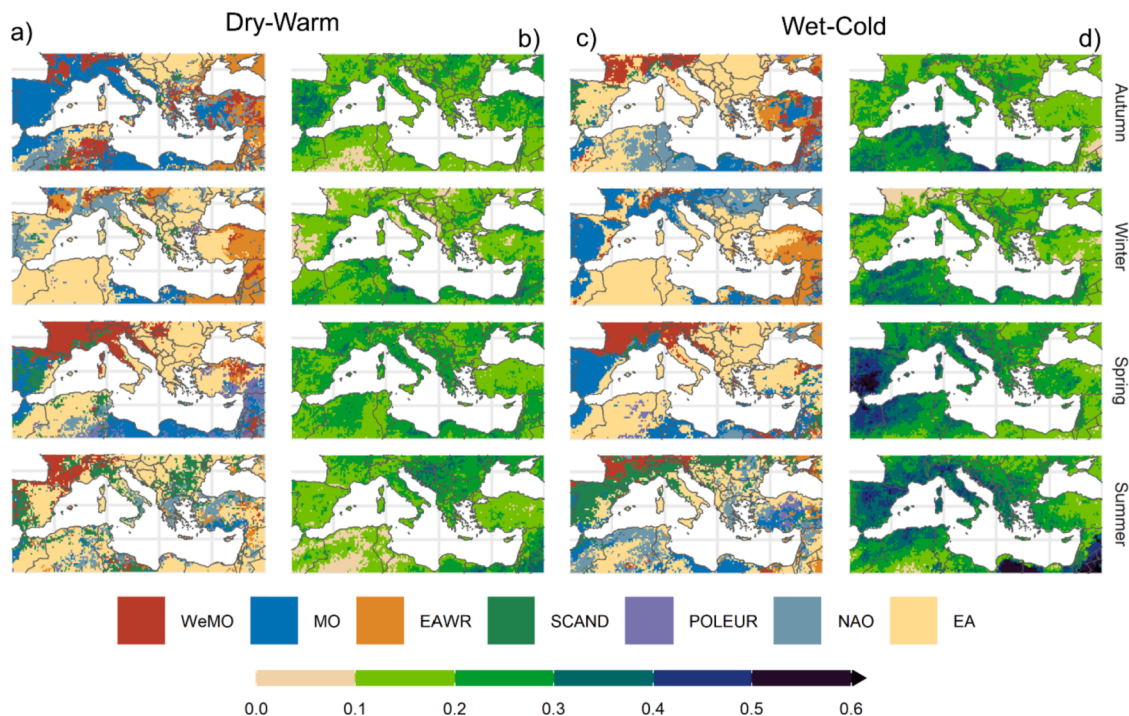 Dry-Warm
Wet-Cold
a)
b)
c)
d)
Autumn
Winter
Spring
Summer
WeMO
MO
EAWR
SCAND
POLEUR
NAO
EA
0.0 0.1 0.2 0.3 0.4 0.5 0.6